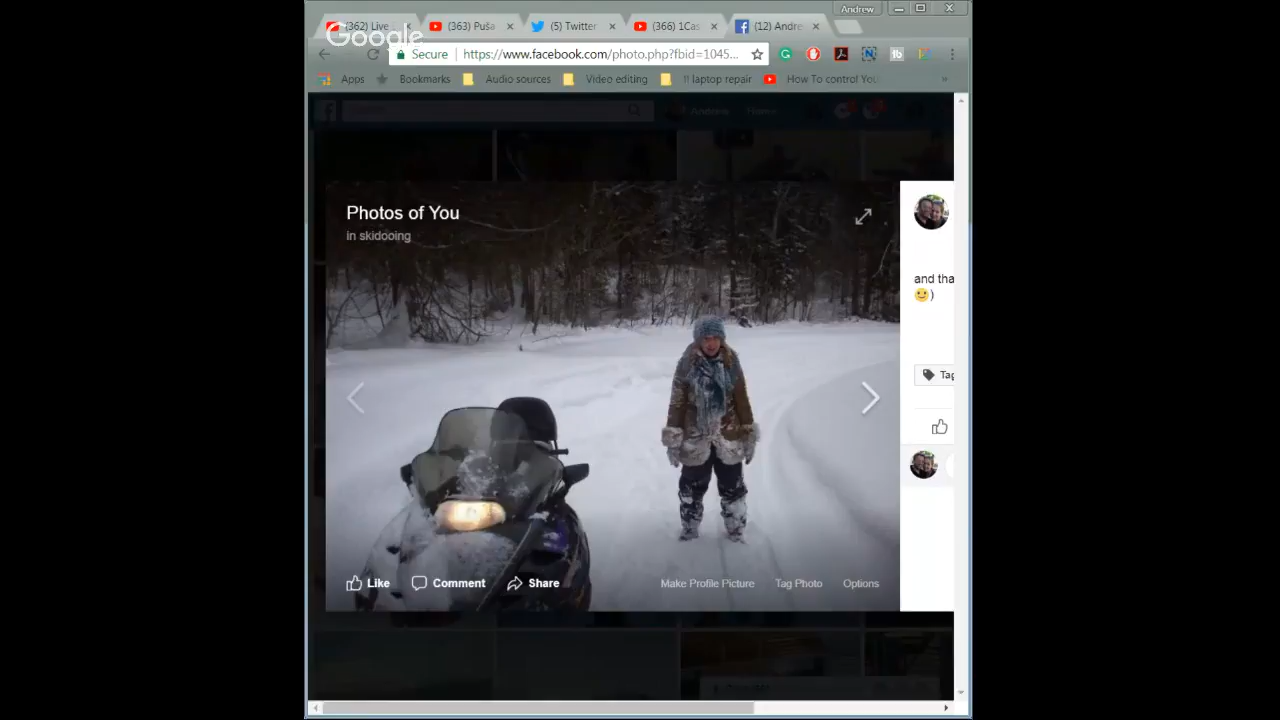 Andrew
(362) Live
(363) Puša
(5) Twitter
(366) 1Cas
(12) Andre
Google
Secure
https://www.facebook.com/photo.php?fbid=1045...
Apps
Bookmarks
Audio sources
Video editing
!! laptop repair
How To control You
»
Andrew
Home
Photos of You
in skidooing
and tha
)
Tag
Like
Comment
Share
Make Profile Picture
Tag Photo
Options